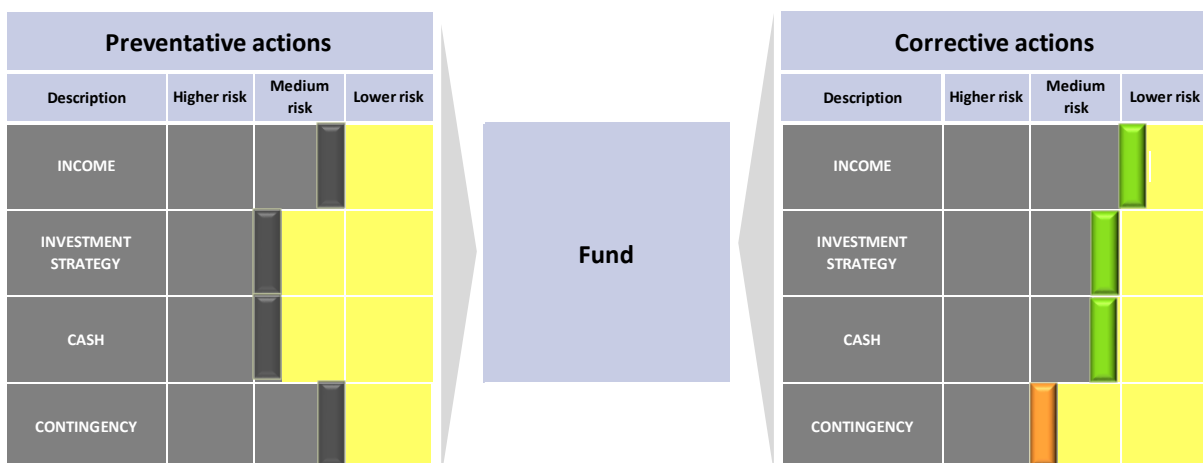 Preventative actions
Description
Higher risk
Medium
risk
Lower risk
INCOME
INVESTMENT
STRATEGY
CASH
CONTINGENCY
Fund
Corrective actions
Description
Higher risk
Medium
risk
Lower risk
INCOME
INVESTMENT
STRATEGY
CASH
CONTINGENCY